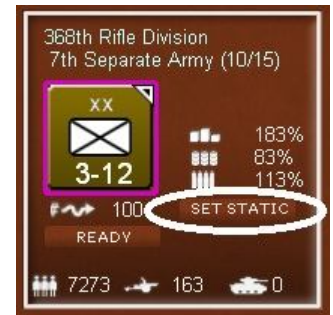 368th Rifle Division
7th Separate Army (10/15)
XX
183%
83%
3-12
113%
100
SET STATIC
READY
7273
163
0